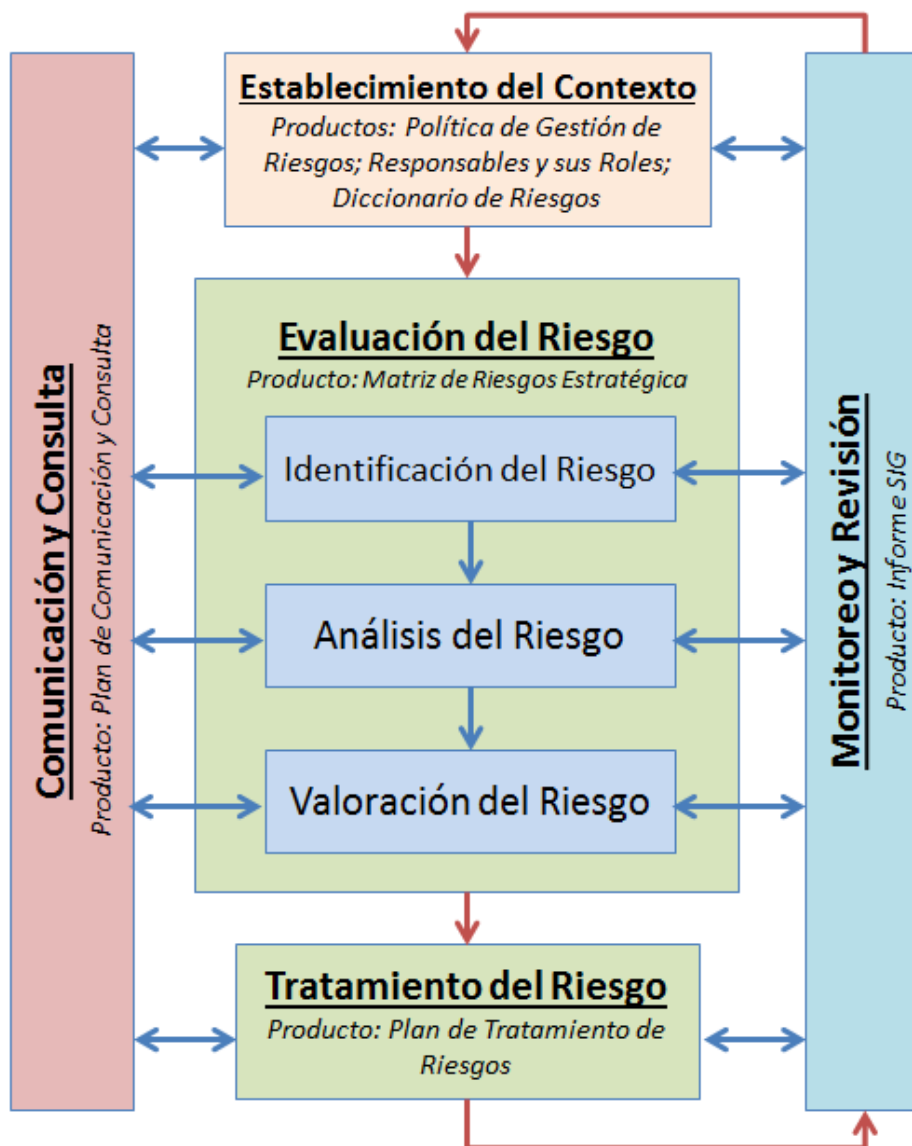 Establecimiento del Contexto
Productos: Política de Gestión de
Riesgos; Responsables y sus Roles;
Diccionario de Riesgos
Comunicación y Consulta
Producto: Plan de Comunicación y Consulta
Evaluación del Riesgo
Producto: Matriz de Riesgos Estratégica
Identificación del Riesgo
Análisis del Riesgo
Valoración del Riesgo
Monitoreo y Revisión
Producto: Informe SIG
Tratamiento del Riesgo
Producto: Plan de Tratamiento de
Riesgos